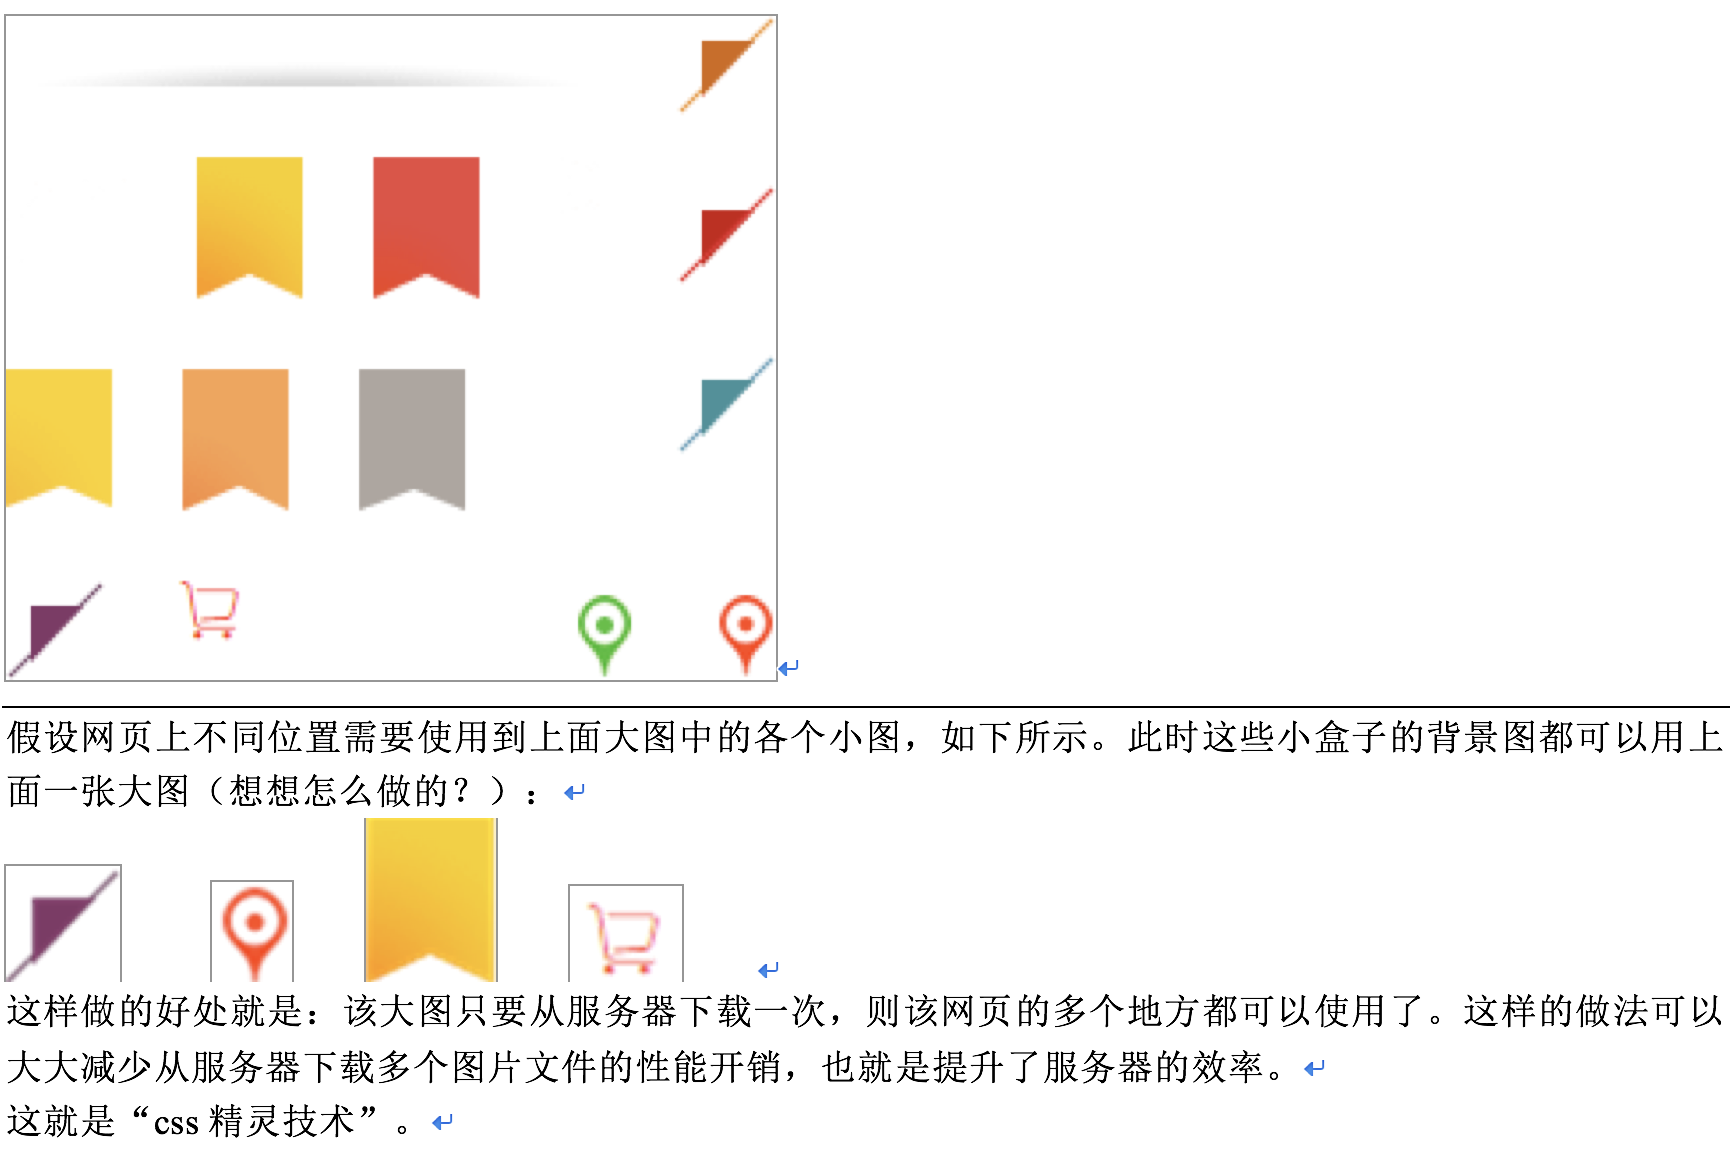 假设网页上不同位置需要使用到上面大图中的各个小图，如下所示。此时这些小盒子的背景图都可以用上
面一张大图（想想怎么做的？）：
这样做的好处就是：该大图只要从服务器下载一次，则该网页的多个地方都可以使用了。这样的做法可以
大大减少从服务器下载多个图片文件的性能开销，也就是提升了服务器的效率。
这就是“css 精灵技术”。